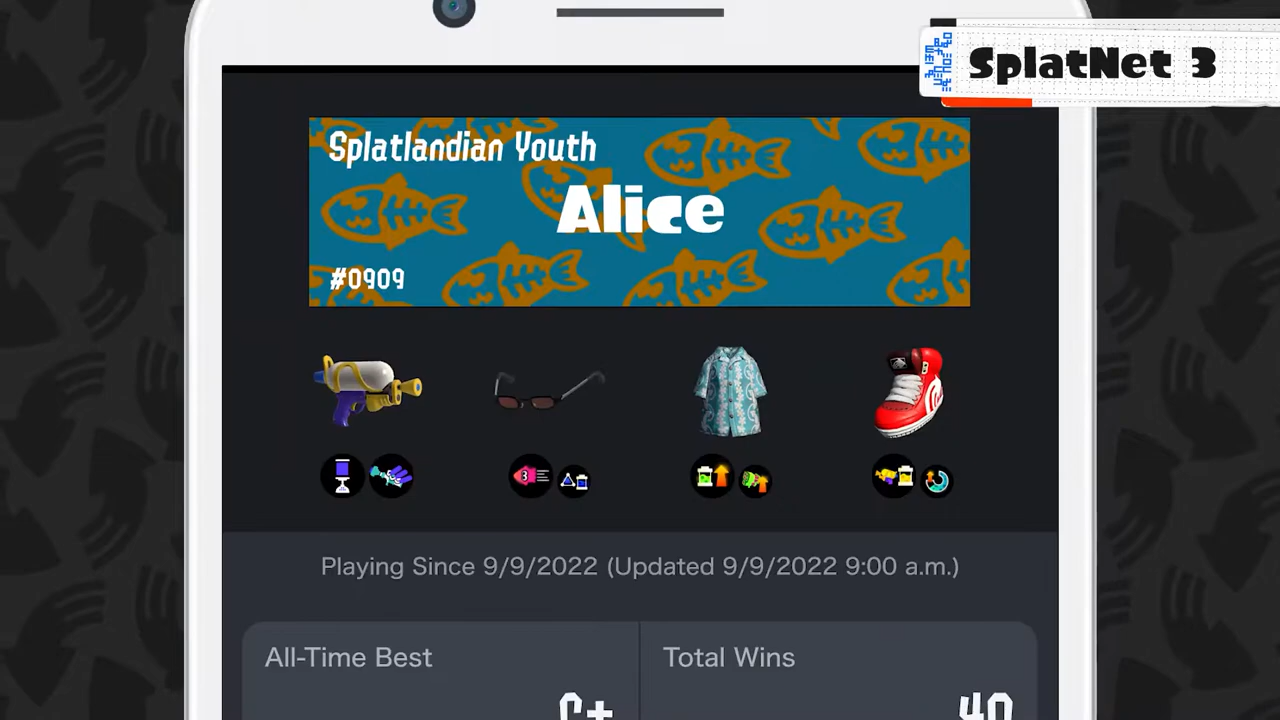 SplatNet 3
Splatlandian Youth
Alice
#0909
Playing Since 9/9/2022 (Updated 9/9/2022 9:00 a.m.)
All-Time Best
Total Wins
C+
40